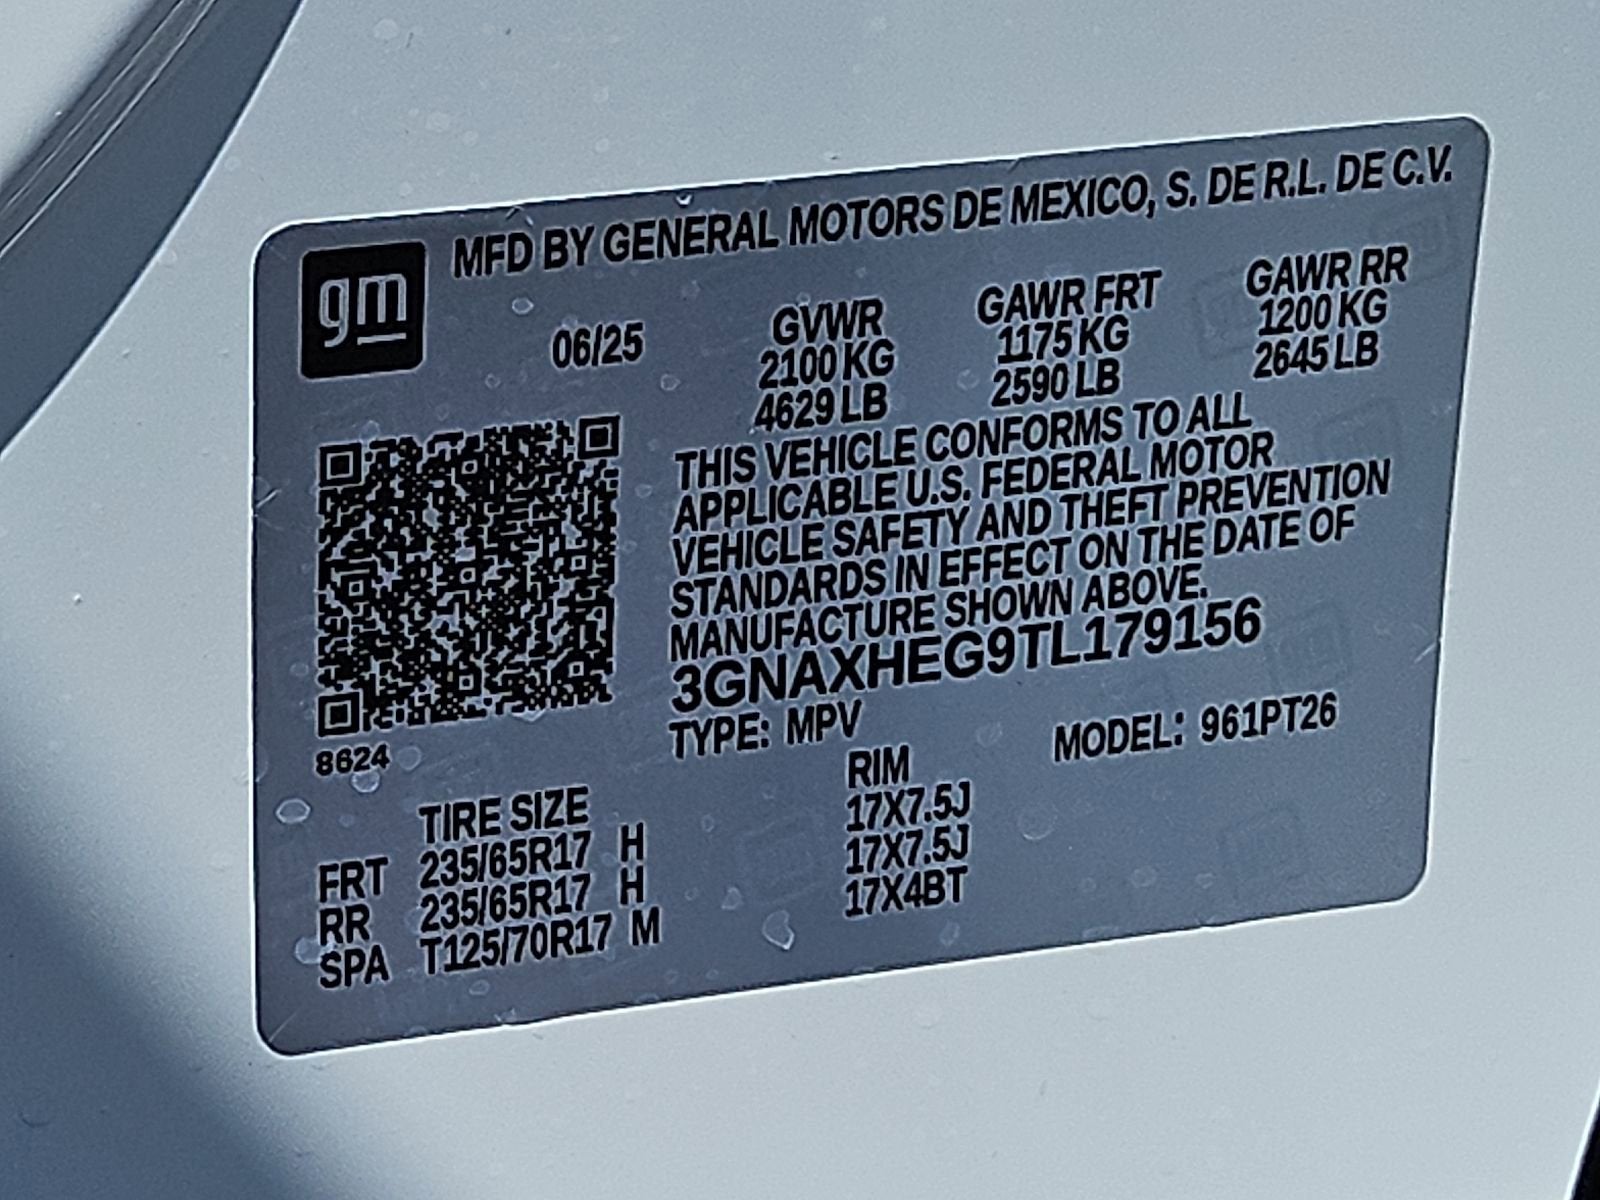 gm
MFD BY GENERAL MOTORS DE MEXICO, S. DE R.L. DE C.V.
06/25 GVWR GAWR FRT GAWR RR
2100 KG 1175 KG 1200 KG
4629 LB 2590 LB 2645 LB
THIS VEHICLE CONFORMS TO ALL
APPLICABLE U.S. FEDERAL MOTOR
VEHICLE SAFETY AND THEFT PREVENTION
STANDARDS IN EFFECT ON THE DATE OF
MANUFACTURE SHOWN ABOVE.
3GNAXHEG9TL179156
TYPE: MPV MODEL: 961PT26
8624
TIRE SIZE RIM
FRT 235/65R17 H 17X7.5J
RR 235/65R17 H 17X7.5J
SPA T125/70R17 M 17X4BT